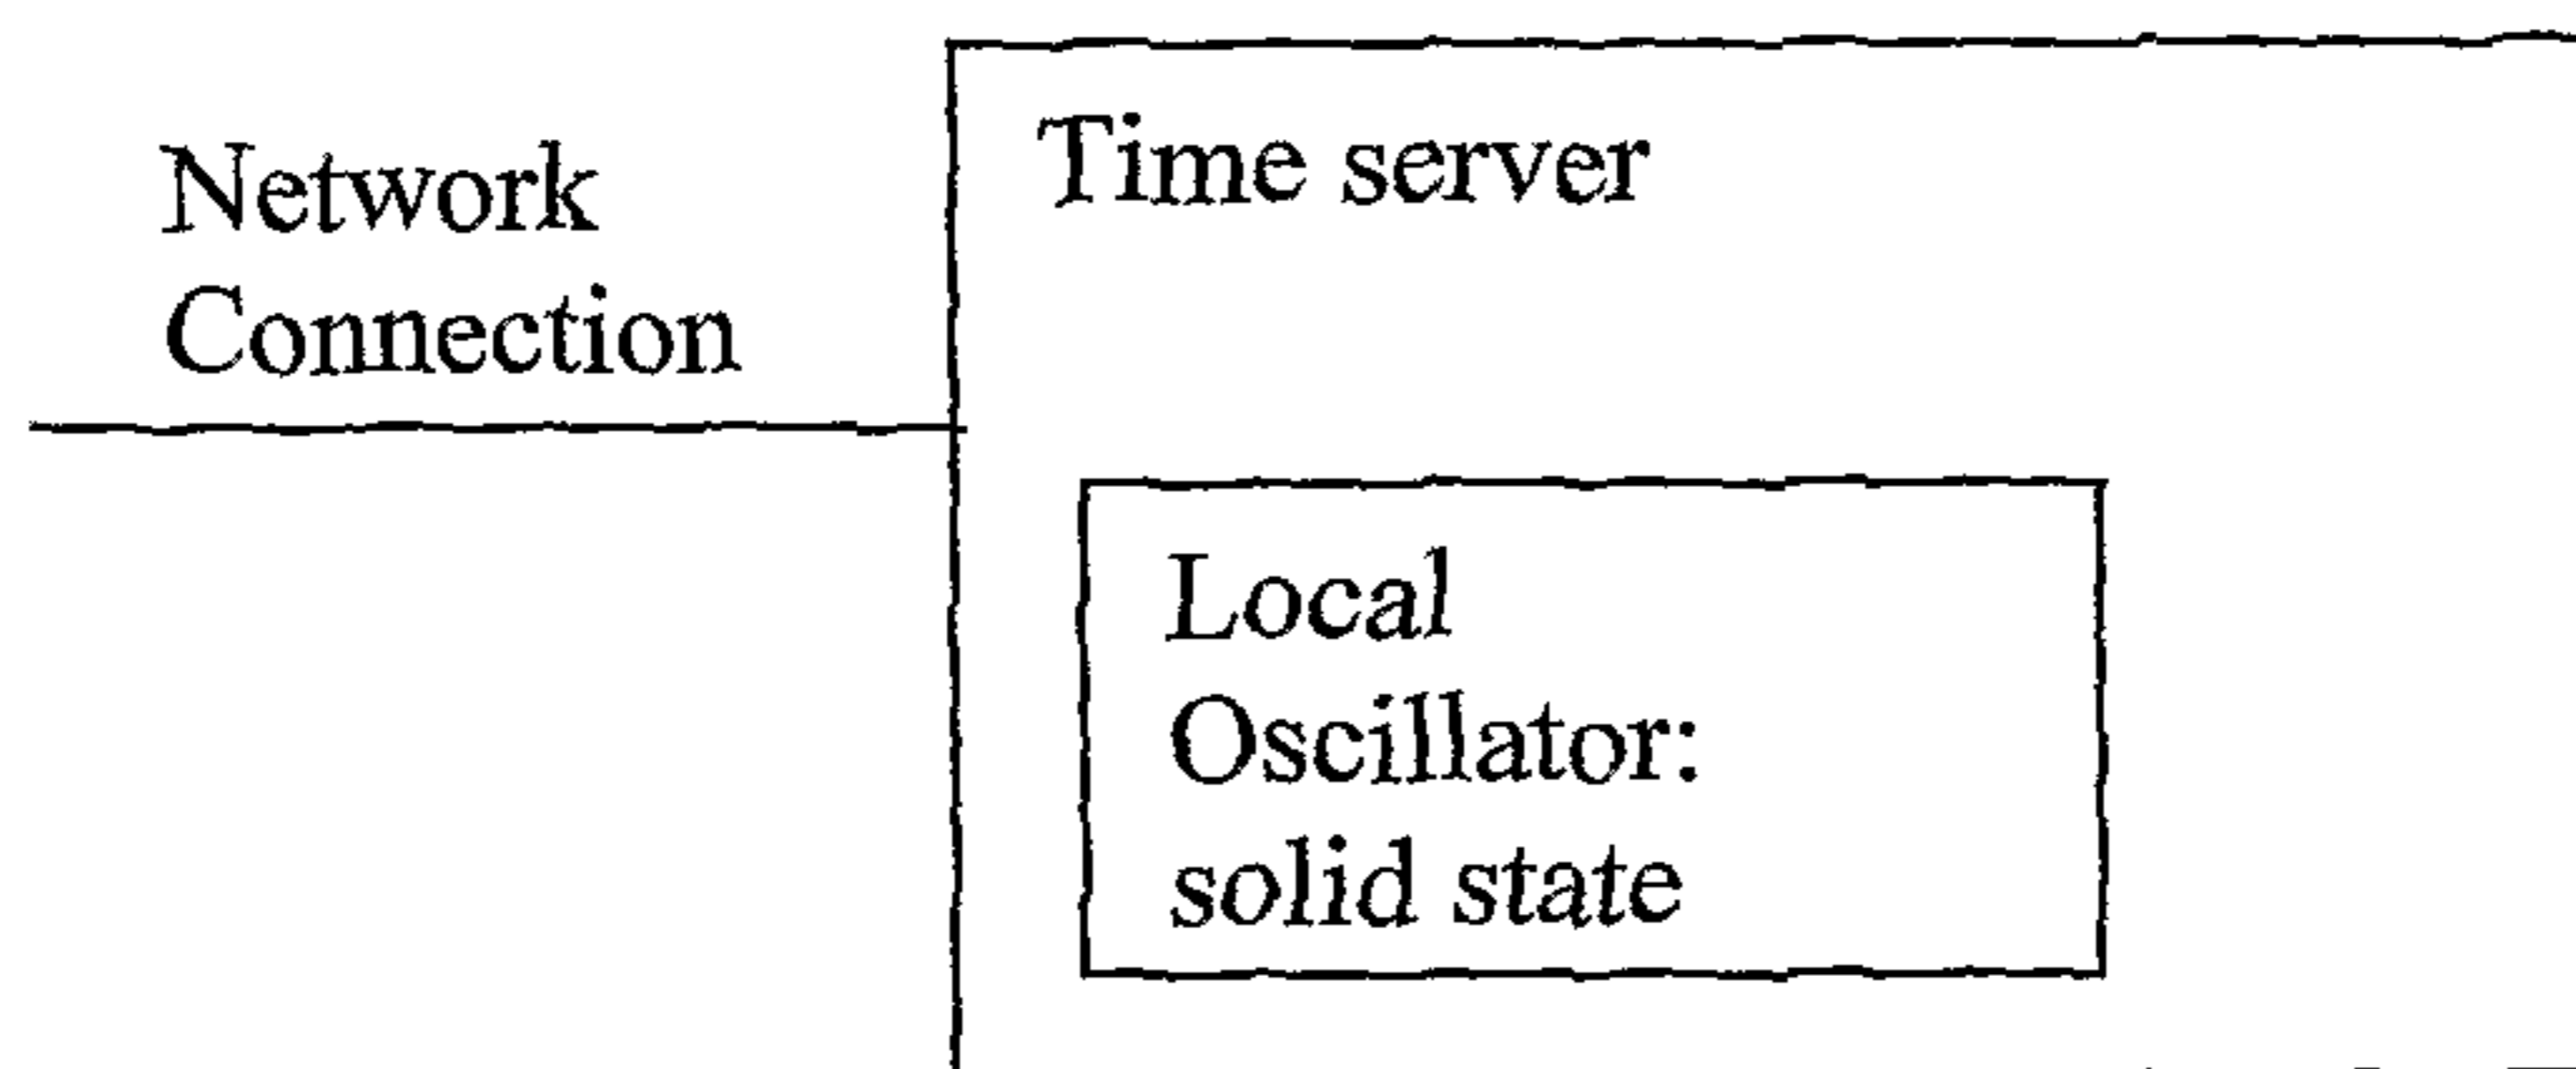 Network
Connection
Time server
Local
Oscillator:
solid state